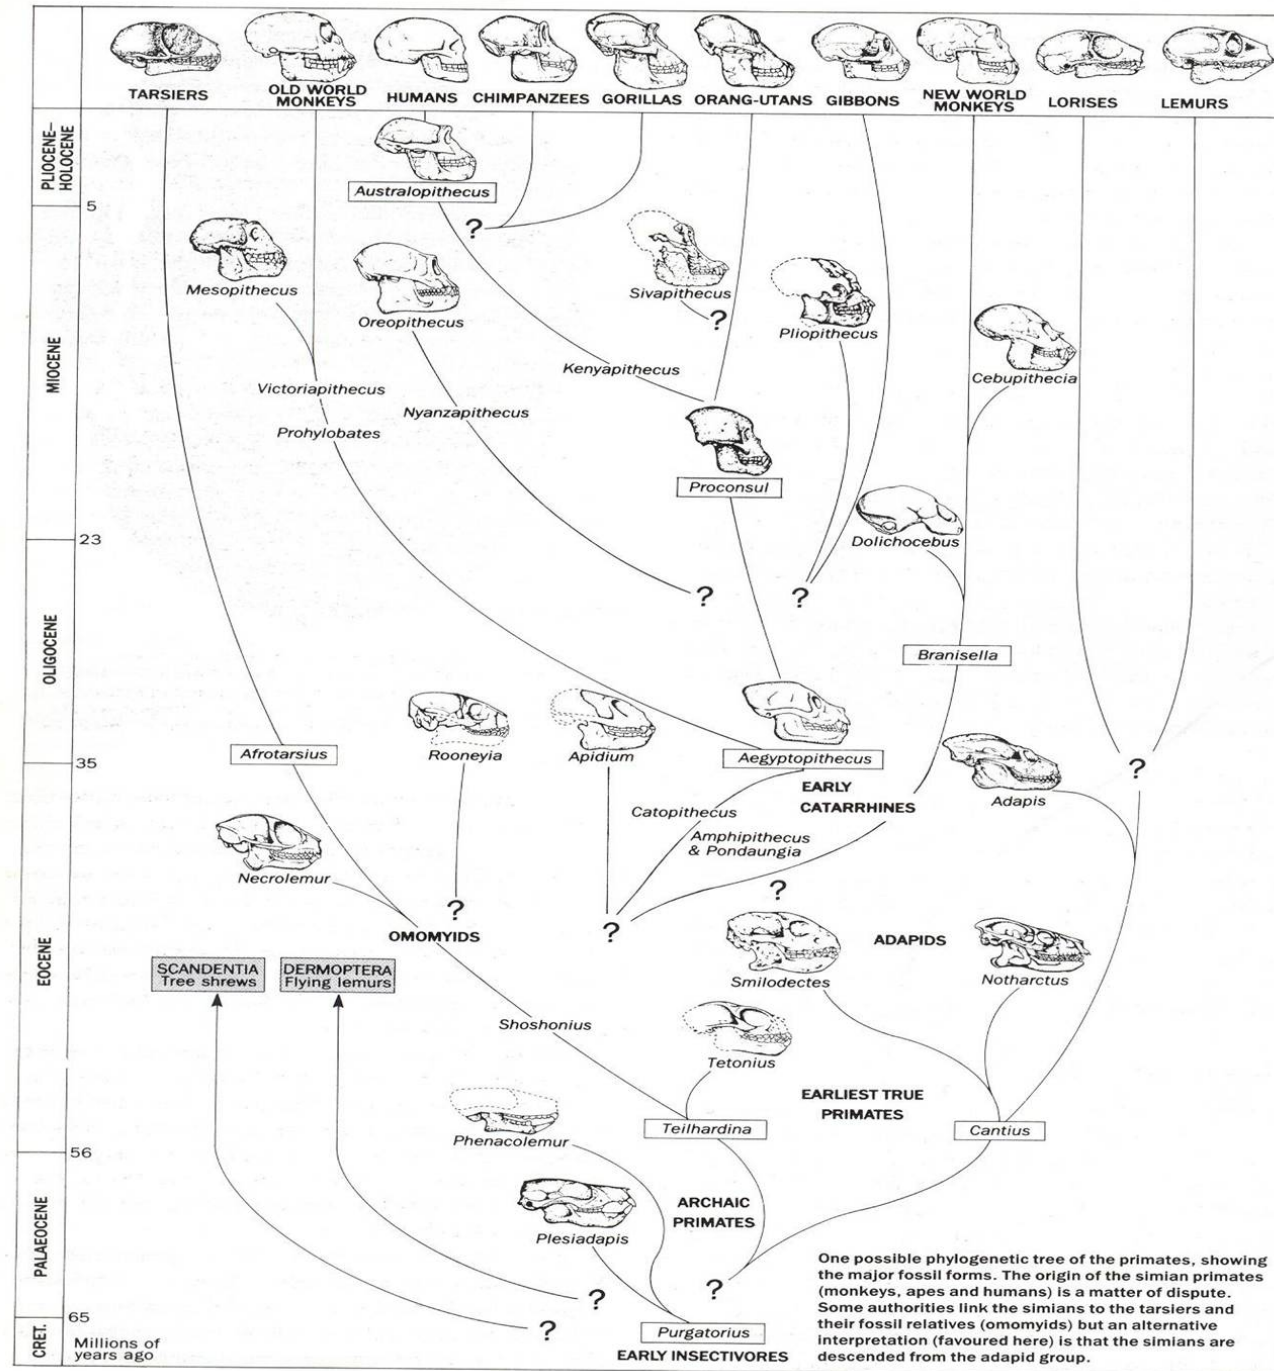 TARSIERS
OLD WORLD
MONKEYS
HUMANS
CHIMPANZEES
GORILLAS
ORANG-UTANS
GIBBONS
NEW WORLD
MONKEYS
LORISES
LEMURS
PLIOCENE–
HOLOCENE
Australopithecus
5
?
Mesopithecus
Oreopithecus
Sivapithecus
?
Pliopithecus
MIOCENE
Kenyapithecus
Cebupithecia
Victoriapithecus
Nyanzapithecus
Prohylobates
Proconsul
Dolichocebus
23
?
?
OLIGOCENE
Branisella
Afrotarsius
Rooneyia
Apidium
Aegyptopithecus
35
?
EARLY
CATARRHINES
Adapis
Catopithecus
Amphipithecus
& Pondaungia
Necrolemur
?
?
?
OMOMYIDS
ADAPIDS
EOCENE
SCANDENTIA
Tree shrews
DERMOPTERA
Flying lemurs
Smilodectes
Notharctus
Shoshonius
Tetonius
EARLIEST TRUE
PRIMATES
Phenacolemur
Teilhardina
Cantius
56
PALAEOCENE
ARCHAIC
PRIMATES
Plesiadapis
?
?
65
?
CRET.
Millions of
years ago
Purgatorius
EARLY INSECTIVORES
One possible phylogenetic tree of the primates, showing
the major fossil forms. The origin of the simian primates
(monkeys, apes and humans) is a matter of dispute.
Some authorities link the simians to the tarsiers and
their fossil relatives (omomyids) but an alternative
interpretation (favoured here) is that the simians are
descended from the adapid group.